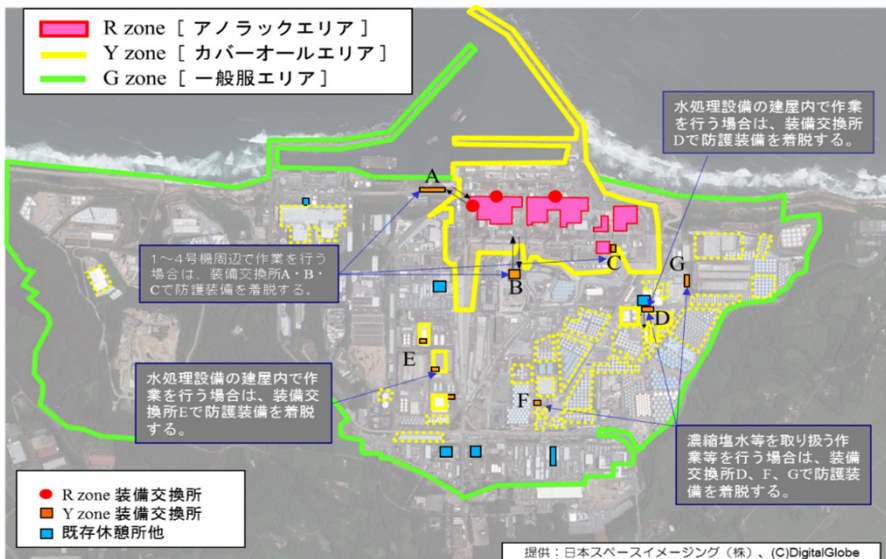 R zone [ アノラックエリア]
Y zone [ カバーオールエリア]
G zone [ 一般服エリア]
水処理設備の建屋内で作業
を行う場合は、装備交換所
Dで防護装備を着脱する。
A
1～4号機周辺で作業を行う
場合は、装備交換所A・B・
Cで防護装備を着脱する。
B
C
G
D
E
F
水処理設備の建屋内で作
業を行う場合は、装備交
換所Eで防護装備を着脱
する。
濃縮塩水等を取り扱う作
業等を行う場合は、装備
交換所D、F、Gで防護装
備を着脱する。
R zone 装備交換所
Y zone 装備交換所
既存休憩所他
提供：日本スペースイメージング（株）、(C)DigitalGlobe